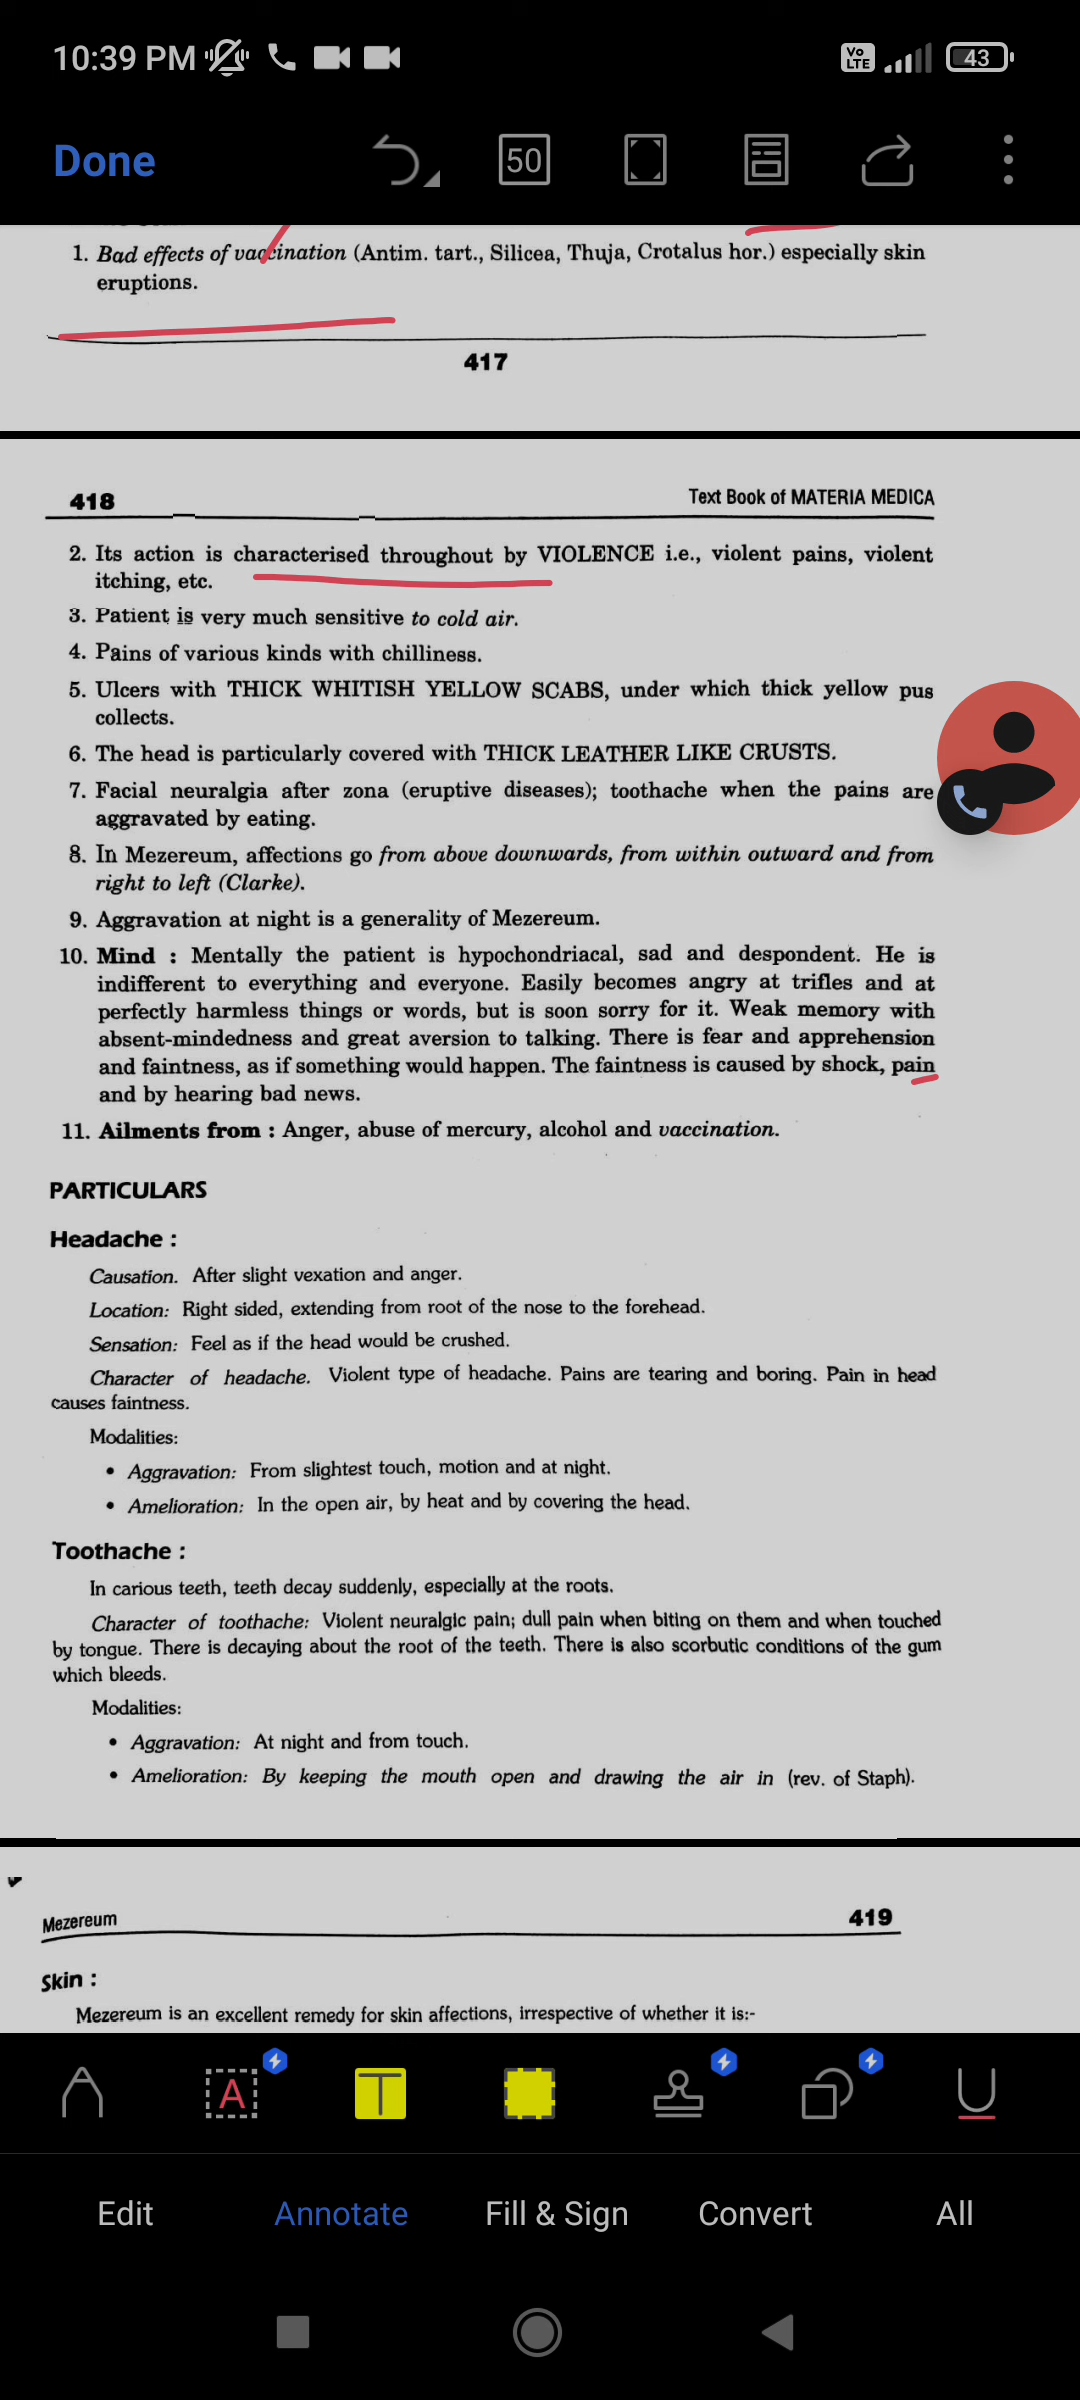 10:39 PM
Vo LTE
43
Done
50
1. Bad effects of vaccination (Antim. tart., Silicea, Thuja, Crotalus hor.) especially skin
eruptions.
417
418
Text Book of MATERIA MEDICA
2. Its action is characterised throughout by VIOLENCE i.e., violent pains, violent
itching, etc.
3. Patient is very much sensitive to cold air.
4. Pains of various kinds with chilliness.
5. Ulcers with THICK WHITISH YELLOW SCABS, under which thick yellow pus
collects.
6. The head is particularly covered with THICK LEATHER LIKE CRUSTS.
7. Facial neuralgia after zona (eruptive diseases); toothache when the pains are
aggravated by eating.
8. In Mezereum, affections go from above downwards, from within outward and from
right to left (Clarke).
9. Aggravation at night is a generality of Mezereum.
10. Mind : Mentally the patient is hypochondriacal, sad and despondent. He is
indifferent to everything and everyone. Easily becomes angry at trifles and at
perfectly harmless things or words, but is soon sorry for it. Weak memory with
absent-mindedness and great aversion to talking. There is fear and apprehension
and faintness, as if something would happen. The faintness is caused by shock, pain
and by hearing bad news.
11. Ailments from : Anger, abuse of mercury, alcohol and vaccination.
PARTICULARS
Headache :
Causation. After slight vexation and anger.
Location: Right sided, extending from root of the nose to the forehead.
Sensation: Feel as if the head would be crushed.
Character of headache. Violent type of headache. Pains are tearing and boring. Pain in head
causes faintness.
Modalities:
• Aggravation: From slightest touch, motion and at night.
• Amelioration: In the open air, by heat and by covering the head.
Toothache :
In carious teeth, teeth decay suddenly, especially at the roots.
Character of toothache: Violent neuralgic pain; dull pain when biting on them and when touched
by tongue. There is decaying about the root of the teeth. There is also scorbutic conditions of the gum
which bleeds.
Modalities:
• Aggravation: At night and from touch.
• Amelioration: By keeping the mouth open and drawing the air in (rev. of Staph).
Mezereum
419
Skin :
Mezereum is an excellent remedy for skin affections, irrespective of whether it is:-
A
T
U
Edit
Annotate
Fill & Sign
Convert
All